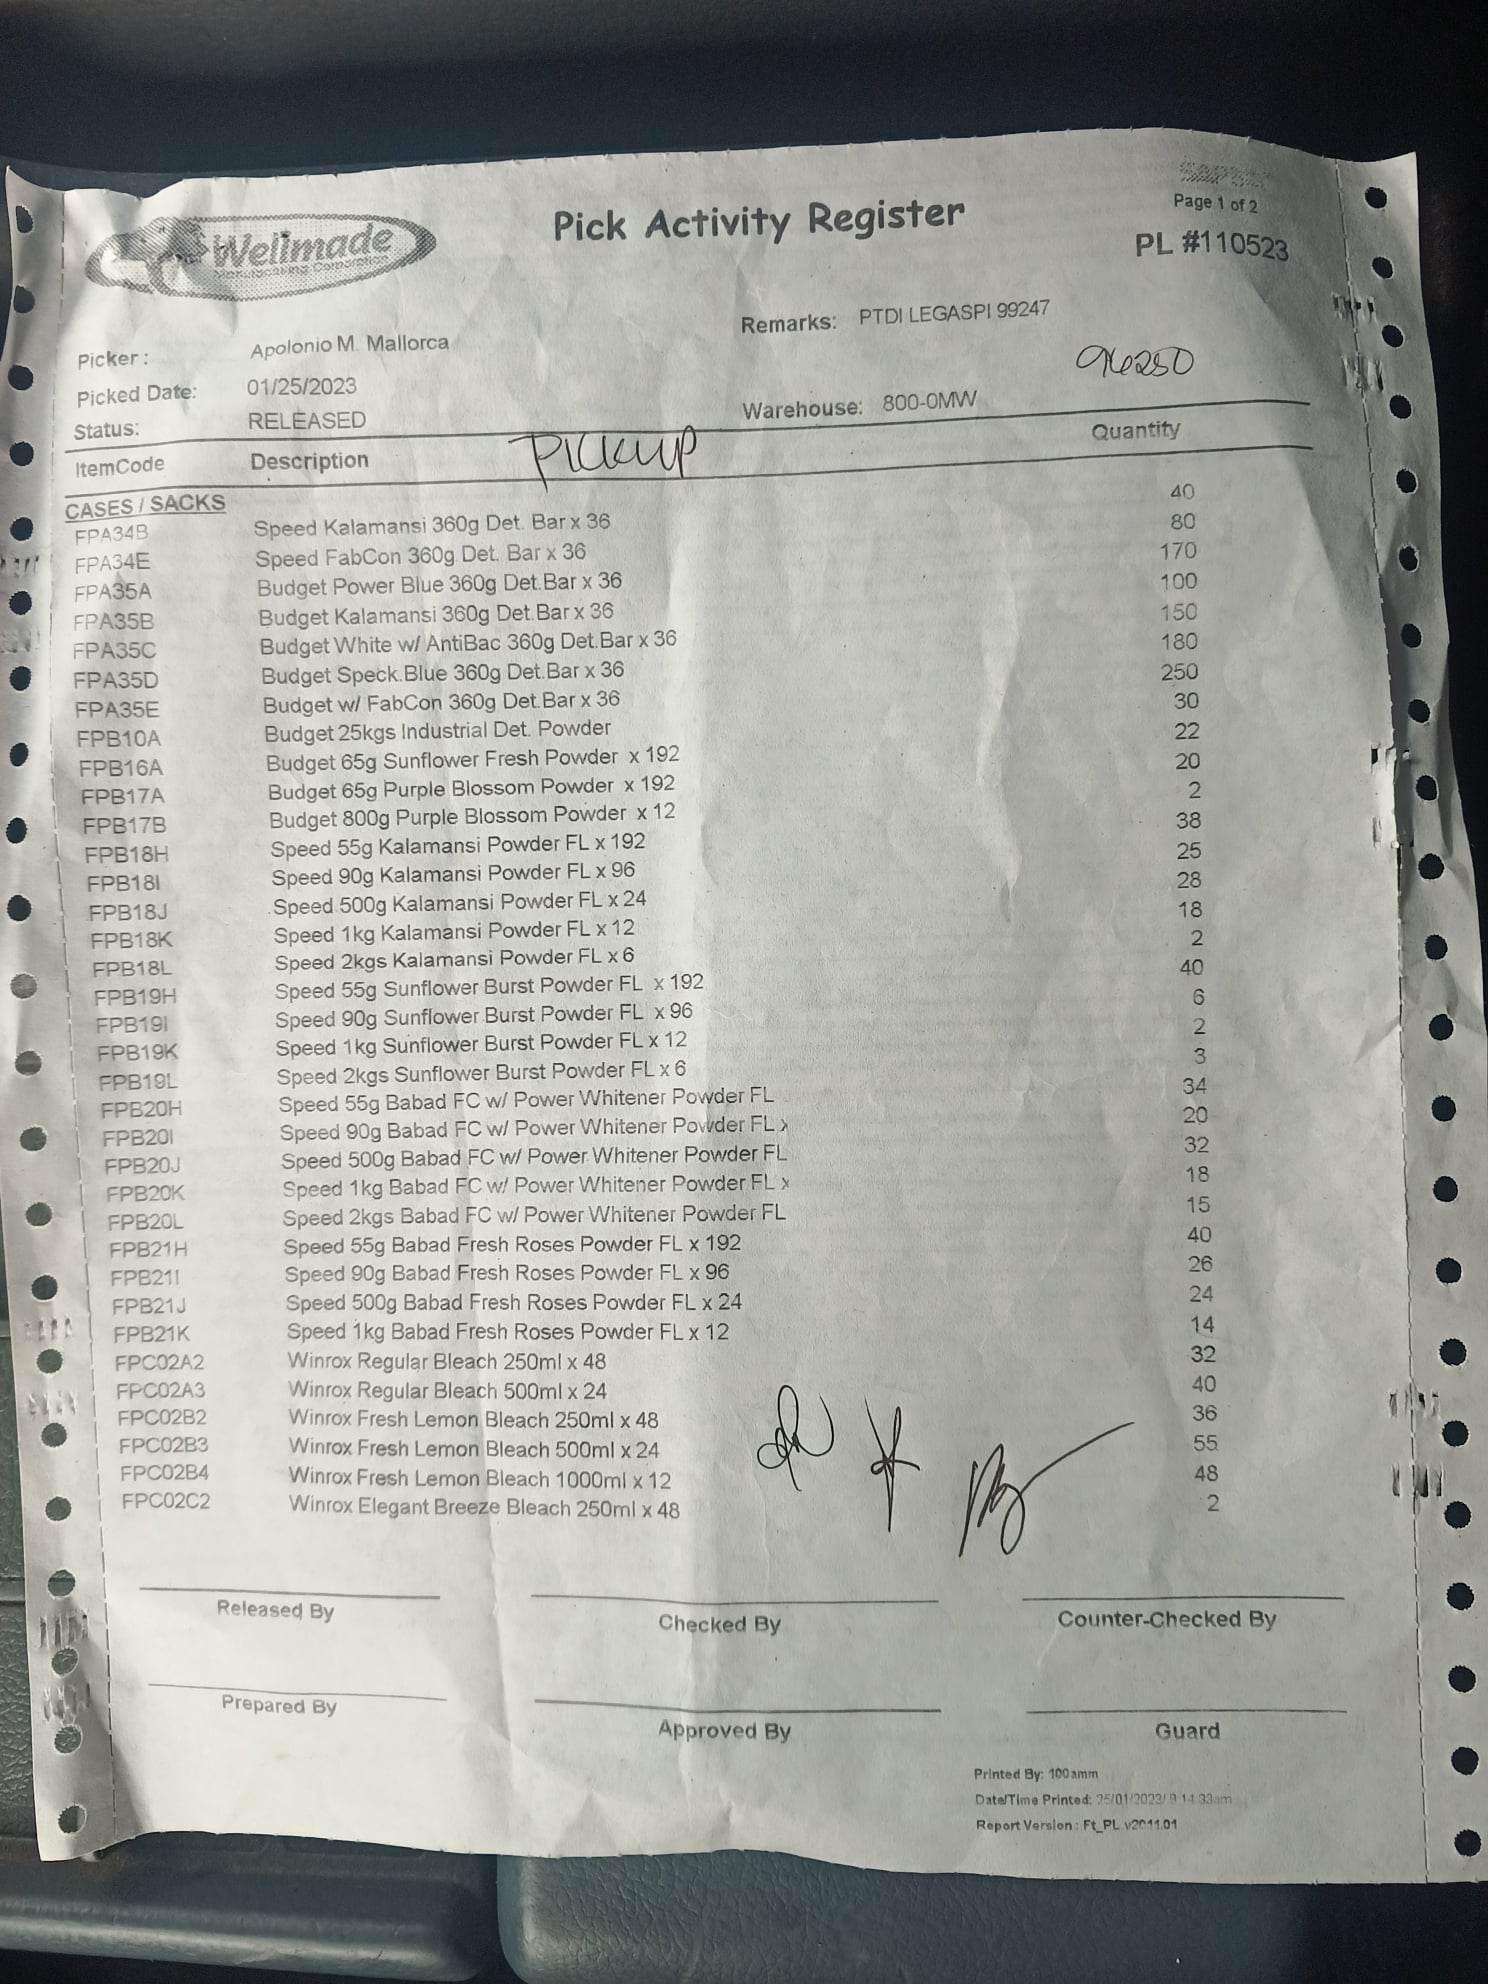 Wellmade
Manufacturing Corporation
Pick Activity Register
Page 1 of 2
PL #110523
Picker : Apolonio M. Mallorca
Remarks: PTDI LEGASPI 99247
Picked Date: 01/25/2023
Status: RELEASED
Warehouse: 800-0MW
ItemCode Description PICKUP Quantity
CASES / SACKS
FPA34B Speed Kalamansi 360g Det. Bar x 36 40
FPA34E Speed FabCon 360g Det. Bar x 36 80
FPA35A Budget Power Blue 360g Det.Bar x 36 170
FPA35B Budget Kalamansi 360g Det.Bar x 36 100
FPA35C Budget White w/ AntiBac 360g Det.Bar x 36 150
FPA35D Budget Speck.Blue 360g Det.Bar x 36 180
FPA35E Budget w/ FabCon 360g Det.Bar x 36 250
FPB10A Budget 25kgs Industrial Det. Powder 30
FPB16A Budget 65g Sunflower Fresh Powder x 192 22
FPB17A Budget 65g Purple Blossom Powder x 192 20
FPB17B Budget 800g Purple Blossom Powder x 12 2
FPB18H Speed 55g Kalamansi Powder FL x 192 38
FPB18I Speed 90g Kalamansi Powder FL x 96 25
FPB18J Speed 500g Kalamansi Powder FL x 24 28
FPB18K Speed 1kg Kalamansi Powder FL x 12 18
FPB18L Speed 2kgs Kalamansi Powder FL x 6 2
FPB19H Speed 55g Sunflower Burst Powder FL x 192 40
FPB19I Speed 90g Sunflower Burst Powder FL x 96 6
FPB19K Speed 1kg Sunflower Burst Powder FL x 12 2
FPB19L Speed 2kgs Sunflower Burst Powder FL x 6 3
FPB20H Speed 55g Babad FC w/ Power Whitener Powder FL 34
FPB20I Speed 90g Babad FC w/ Power Whitener Powder FL x 20
FPB20J Speed 500g Babad FC w/ Power Whitener Powder FL 32
FPB20K Speed 1kg Babad FC w/ Power Whitener Powder FL x 18
FPB20L Speed 2kgs Babad FC w/ Power Whitener Powder FL 15
FPB21H Speed 55g Babad Fresh Roses Powder FL x 192 40
FPB21I Speed 90g Babad Fresh Roses Powder FL x 96 26
FPB21J Speed 500g Babad Fresh Roses Powder FL x 24 24
FPB21K Speed 1kg Babad Fresh Roses Powder FL x 12 14
FPC02A2 Winrox Regular Bleach 250ml x 48 32
FPC02A3 Winrox Regular Bleach 500ml x 24 40
FPC02B2 Winrox Fresh Lemon Bleach 250ml x 48 36
FPC02B3 Winrox Fresh Lemon Bleach 500ml x 24 55
FPC02B4 Winrox Fresh Lemon Bleach 1000ml x 12 48
FPC02C2 Winrox Elegant Breeze Bleach 250ml x 48 2
Released By Checked By Counter-Checked By
Prepared By Approved By Guard
Printed By: 100amm
Date/Time Printed: 25/01/2023/ 9:14:33am
Report Version : Ft_PL v2011.01